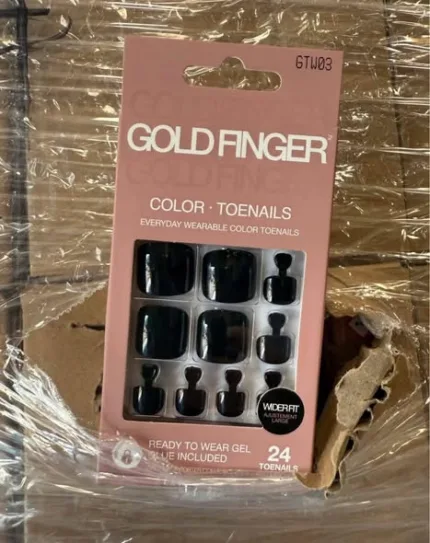 GTW03
GOLD FINGER
COLOR · TOENAILS
EVERYDAY WEARABLE COLOR TOENAILS
WIDER FIT
AJUSTEMENT
LARGE
READY TO WEAR GEL
GLUE INCLUDED
24
TOENAILS